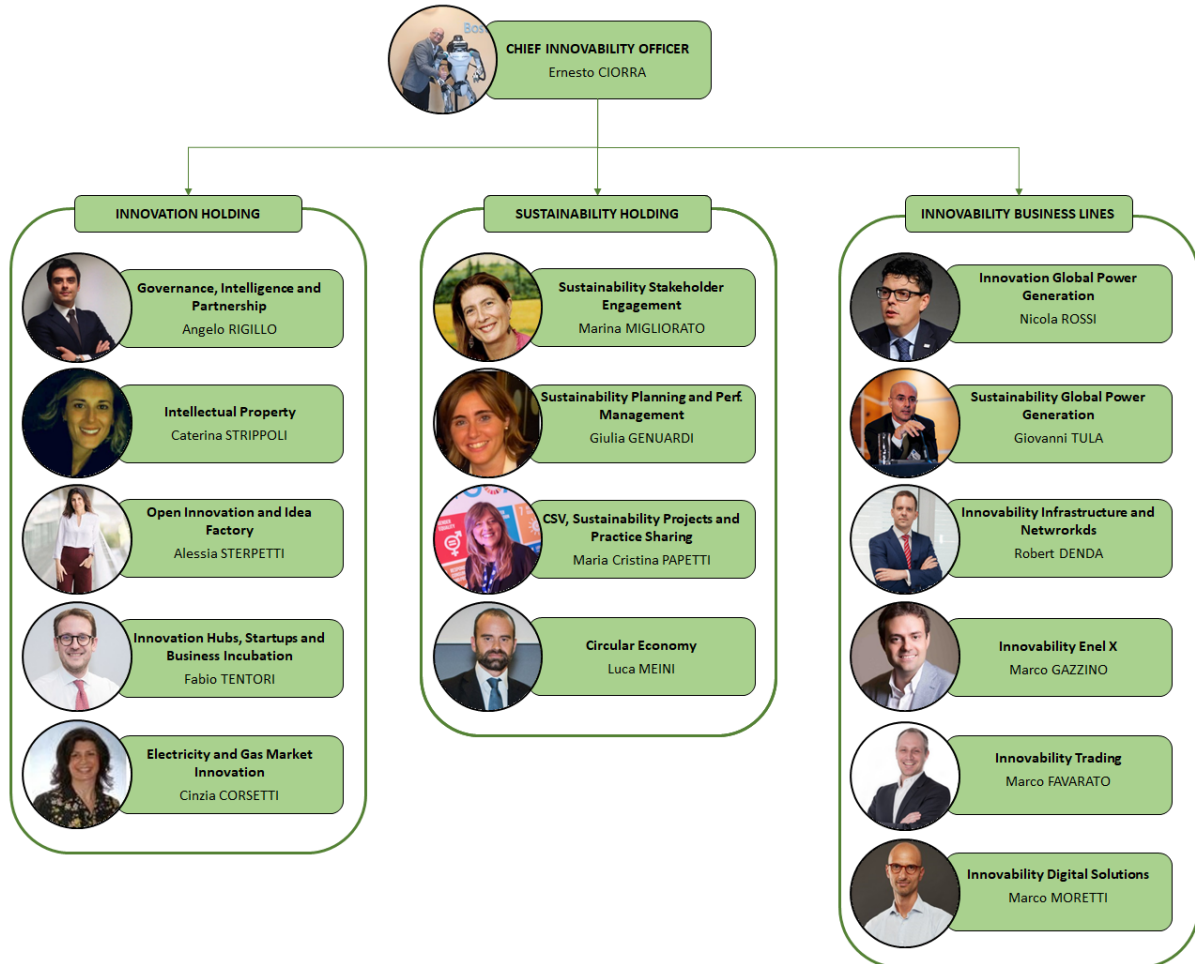 Bos
CHIEF INNOVABILITY OFFICER
Ernesto CIORRA
INNOVATION HOLDING
Governance, Intelligence and
Partnership
Angelo RIGILLO
Intellectual Property
Caterina STRIPPOLI
Open Innovation and Idea
Factory
Alessia STERPETTI
Innovation Hubs, Startups and
Business Incubation
Fabio TENTORI
Electricity and Gas Market
Innovation
Cinzia CORSETTI
SUSTAINABILITY HOLDING
Sustainability Stakeholder
Engagement
Marina MIGLIORATO
Sustainability Planning and Perf.
Management
Giulia GENUARDI
CSV, Sustainability Projects and
Practice Sharing
Maria Cristina PAPETTI
Circular Economy
Luca MEINI
INNOVABILITY BUSINESS LINES
Innovation Global Power
Generation
Nicola ROSSI
Sustainability Global Power
Generation
Giovanni TULA
Innovability Infrastructure and
Networkds
Robert DENDA
Innovability Enel X
Marco GAZZINO
Innovability Trading
Marco FAVARATO
Innovability Digital Solutions
Marco MORETTI